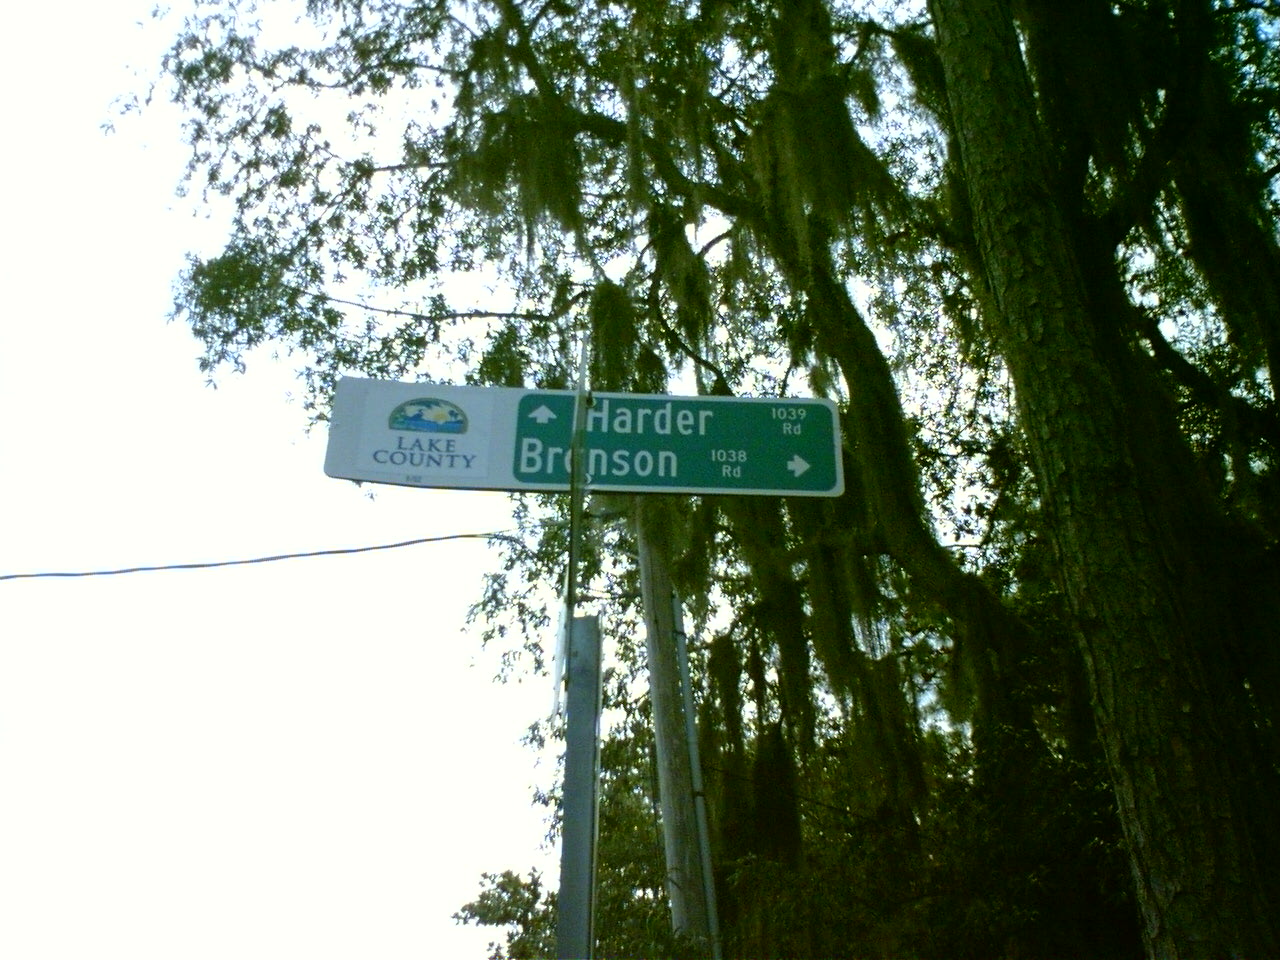 LAKE
COUNTY
Harder 1039 Rd
Bronson 1038 Rd